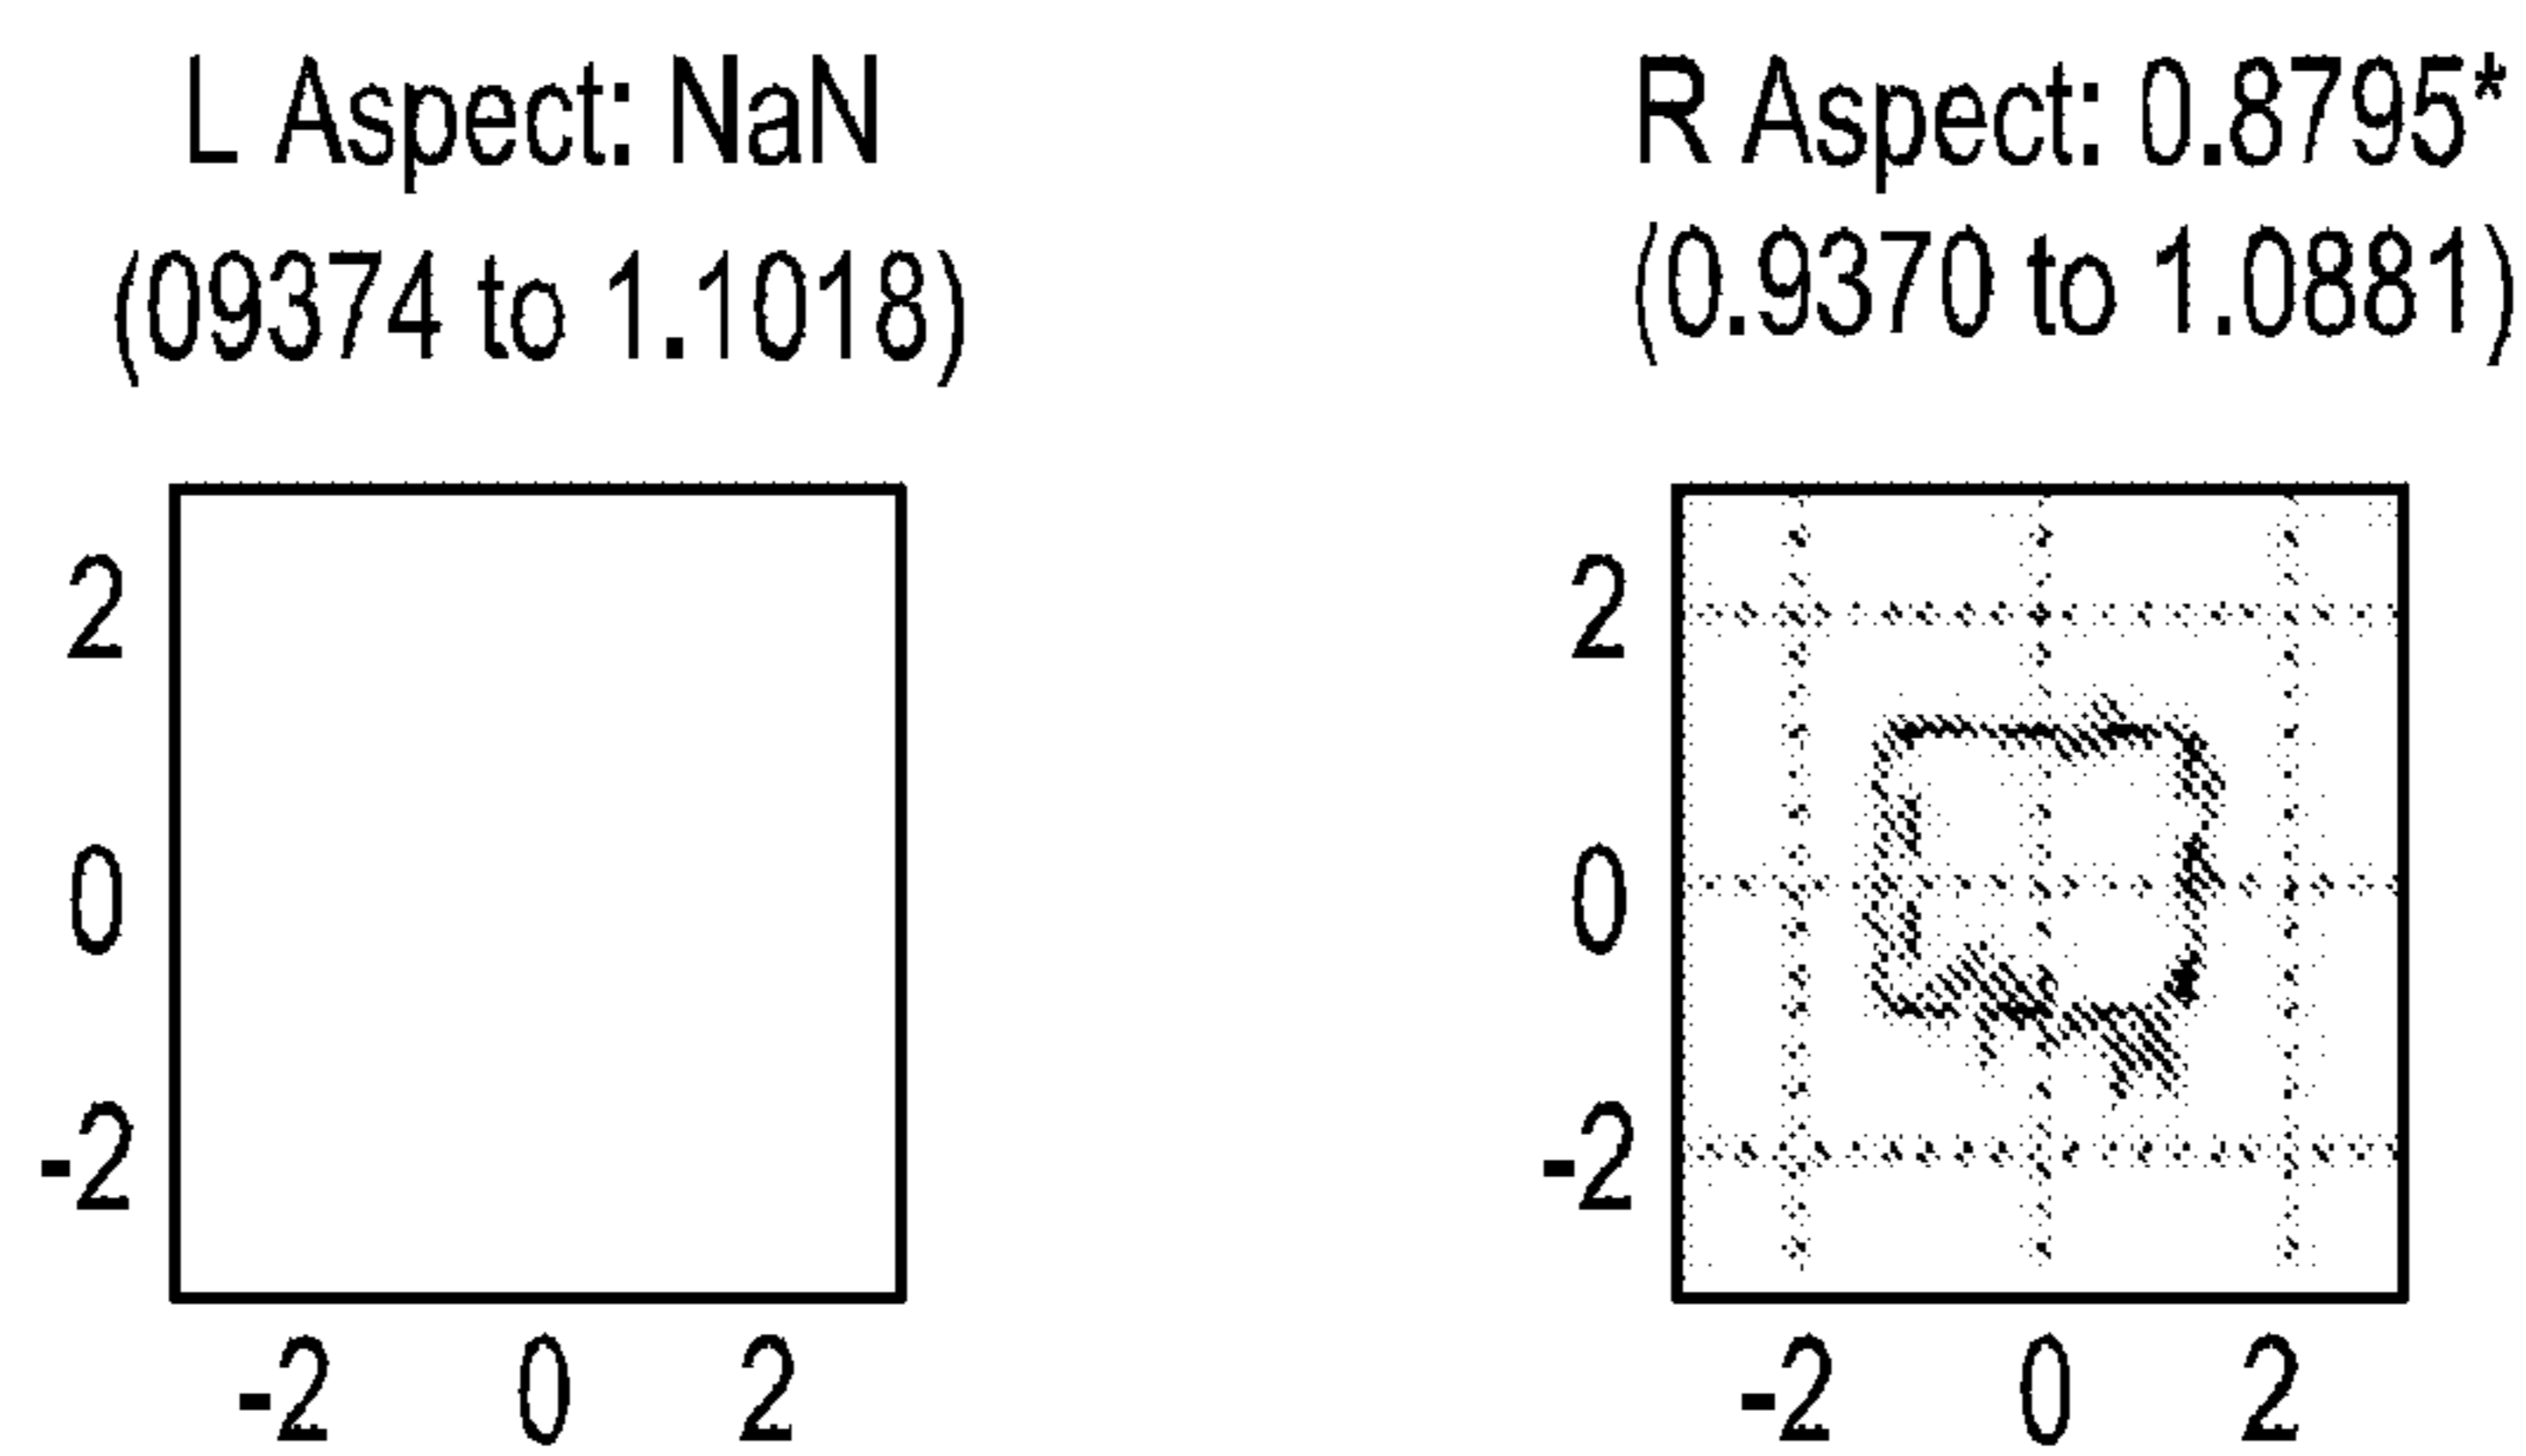 L Aspect: NaN
(09374 to 1.1018)
2
0
-2
-2 0 2
R Aspect: 0.8795*
(0.9370 to 1.0881)
2
0
-2
-2 0 2